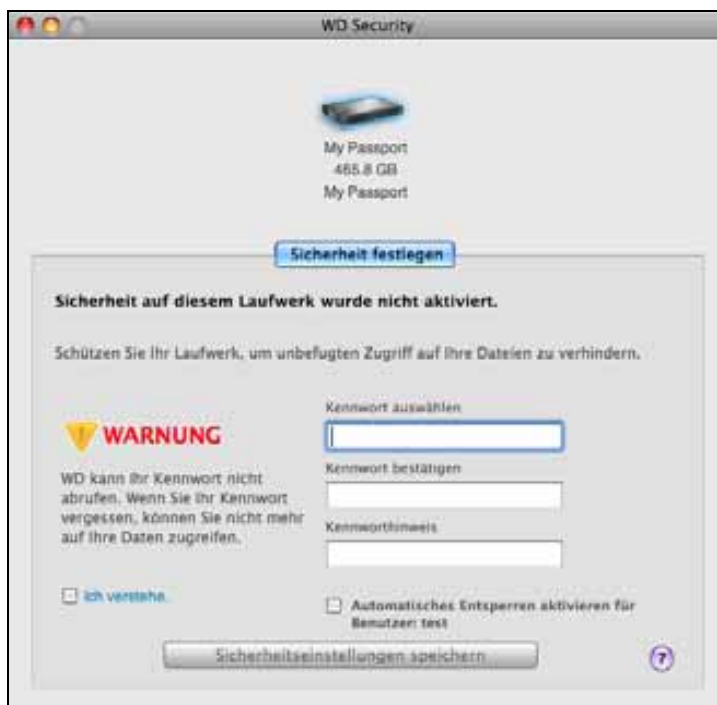 WD Security
My Passport
465.8 GB
My Passport
Sicherheit festlegen
Sicherheit auf diesem Laufwerk wurde nicht aktiviert.
Schützen Sie Ihr Laufwerk, um unbefugten Zugriff auf Ihre Dateien zu verhindern.
WARNUNG
WD kann Ihr Kennwort nicht
abrufen. Wenn Sie Ihr Kennwort
vergessen, können Sie nicht mehr
auf Ihre Daten zugreifen.
Ich verstehe.
Kennwort auswählen
Kennwort bestätigen
Kennworthinweis
Automatisches Entsperren aktivieren für
Benutzer: test
Sicherheitseinstellungen speichern
?